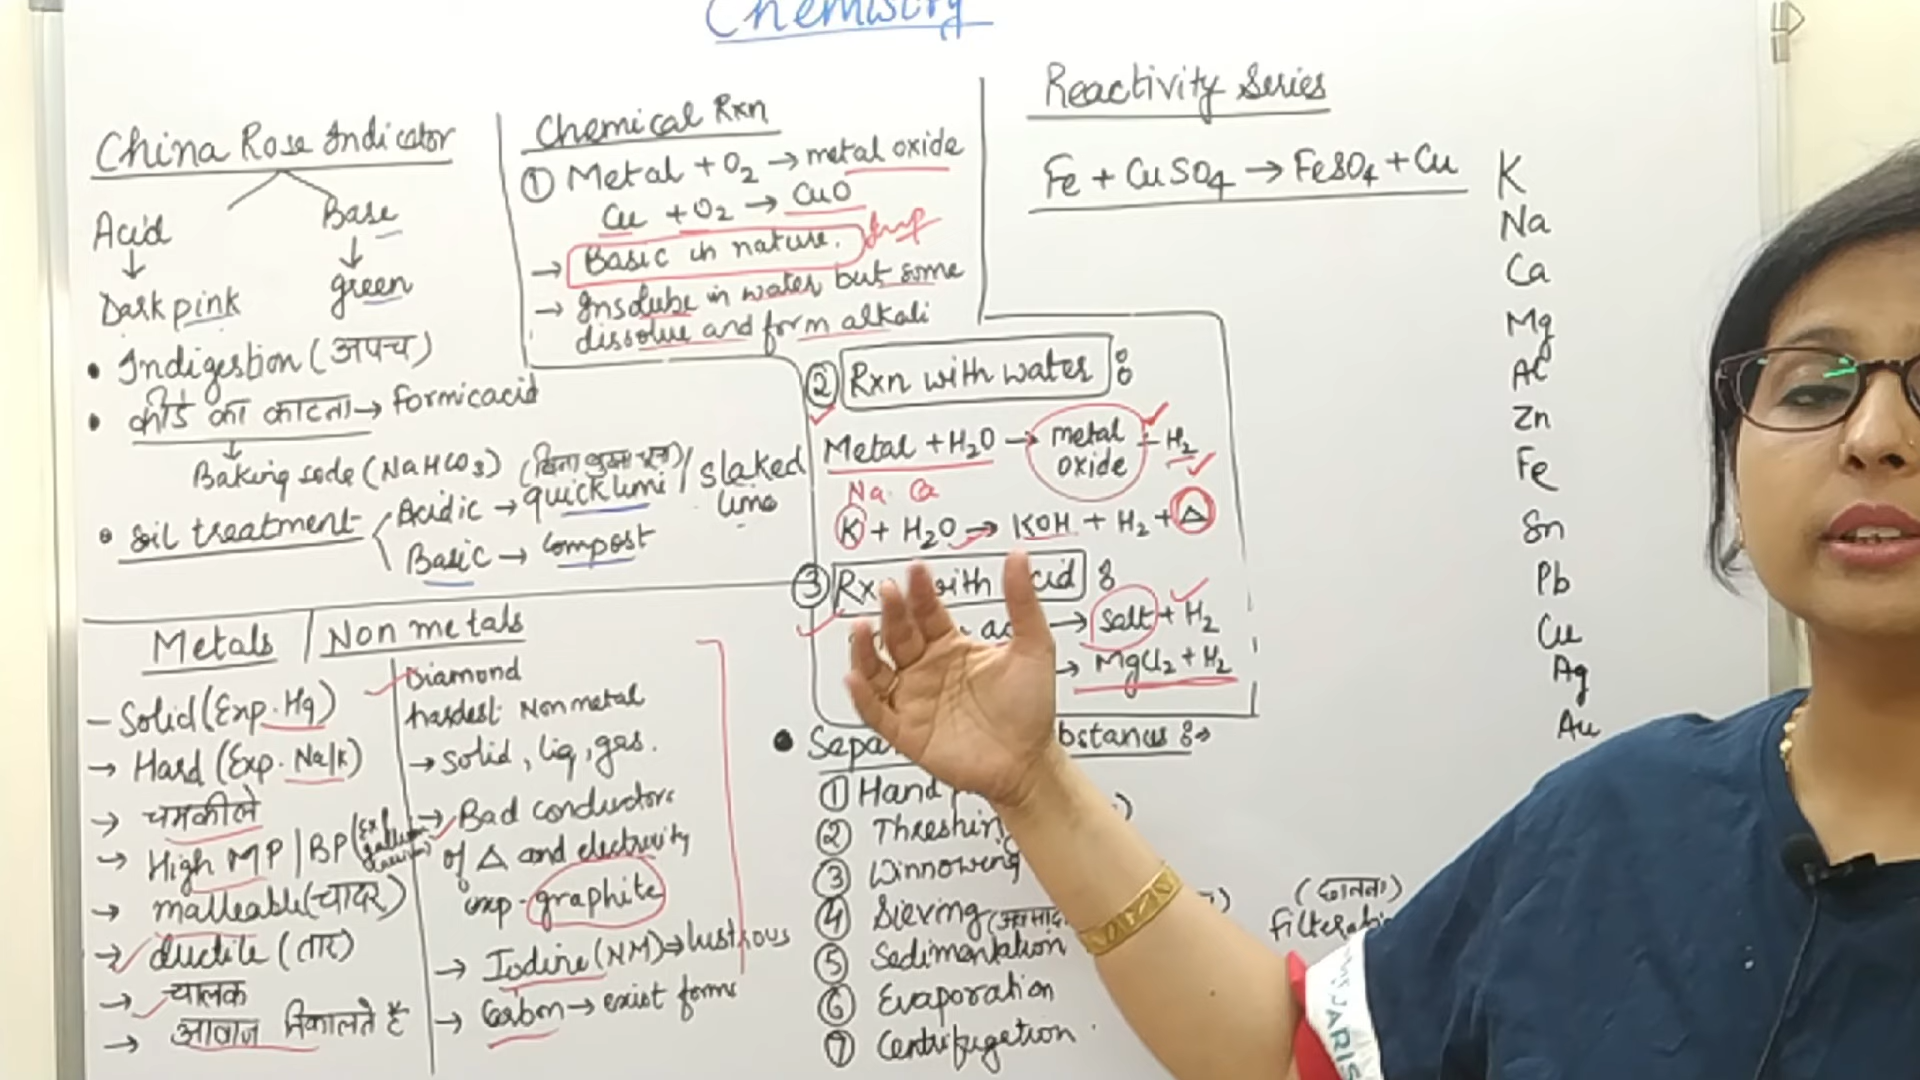 Chemistry
China Rose Indicator
Acid Base
Dark pink green
• Indigestion (अपच)
• कीड़े का काटना → Formic acid
Baking soda (NaHCO3) (बिना बुझा चूना)
• Soil treatment Acidic → quick limi / slaked lime
Basic → compost
Chemical Rxn
① Metal + O2 → metal oxide
Cu + O2 → CuO
→ Basic in nature. Imp
→ Insoluble in water but some
dissolve and form alkali
Reactivity Series
Fe + CuSO4 → FeSO4 + Cu
K
Na
Ca
Mg
Al
Zn
Fe
Sn
Pb
Cu
Ag
Au
② Rxn with water :
Metal + H2O → metal oxide + H2
Na Ca
K + H2O → KOH + H2 + Δ
③ Rxn with acid :
→ salt + H2
→ MgCl2 + H2
Metals / Non metals
– Solid (Exp. Hg)
→ Hard (Exp. Na/K)
→ चमकीले
→ High MP | BP
→ malleable (चादर)
→ ductile (तार)
→ चालक
→ आवाज निकालते हैं
Diamond
hardest Non metal
→ solid, liq, gas.
→ Bad conductors
of Δ and electricity
exp - graphite
→ Iodine (NM) → lustrous
→ Carbon → exist forms
① Hand
② Threshing
③ Winnowing
④ Sieving
⑤ Sedimentation
⑥ Evaporation
⑦ Centrifugation
(छानना)